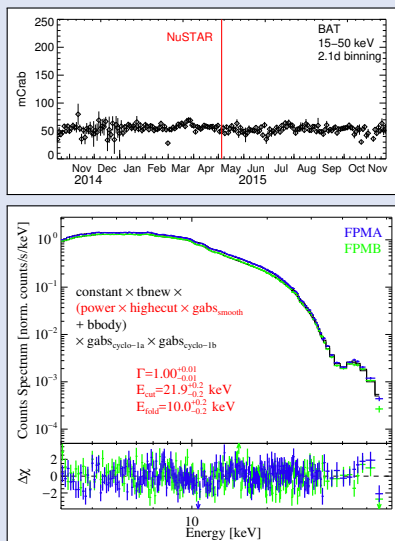 NuSTAR
BAT
15−50 keV
2.1d binning
mCrab
250
200
150
100
50
0
Nov Dec Jan Feb Mar Apr May Jun Jul Aug Sep Oct Nov
2014 2015
FPMA
FPMB
Counts Spectrum [norm. counts/s/keV]
10^0
10^-1
10^-2
10^-3
10^-4
constant × tbnew ×
(power × highecut × gabs_smooth
+ bbody)
× gabs_cyclo−1a × gabs_cyclo−1b
Γ=1.00^{+0.01}_{−0.01}
E_cut=21.9^{+0.2}_{−0.2} keV
E_fold=10.0^{+0.2}_{−0.2} keV
Δχ
2
0
−2
10
Energy [keV]